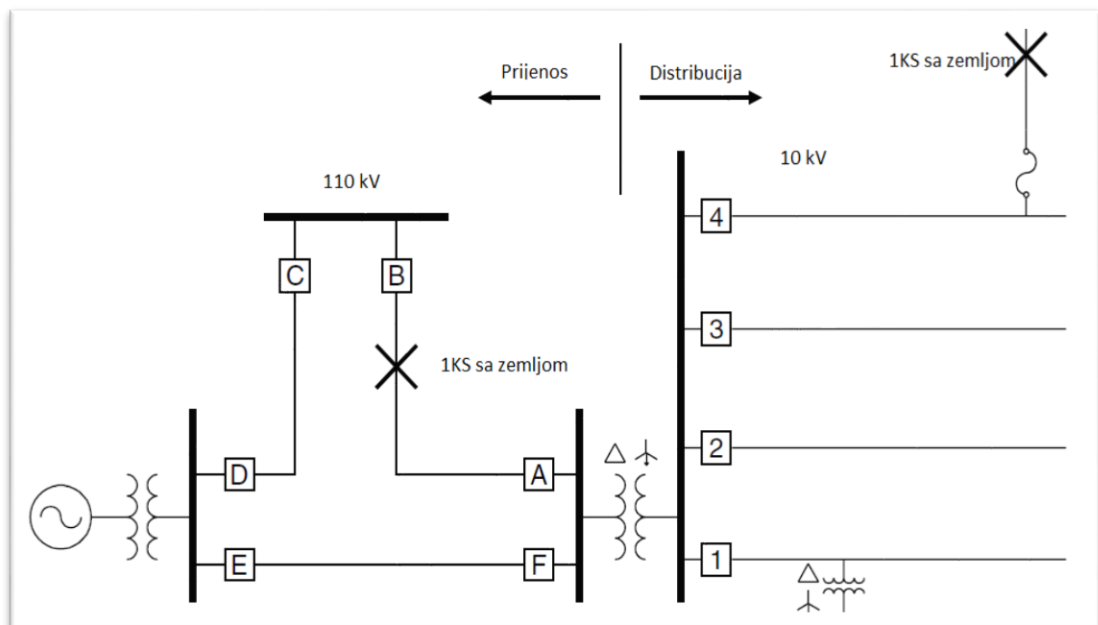 1KS sa zemljom
Prijenos
Distribucija
110 kV
10 kV
4
C
B
3
1KS sa zemljom
2
D
A
1
E
F